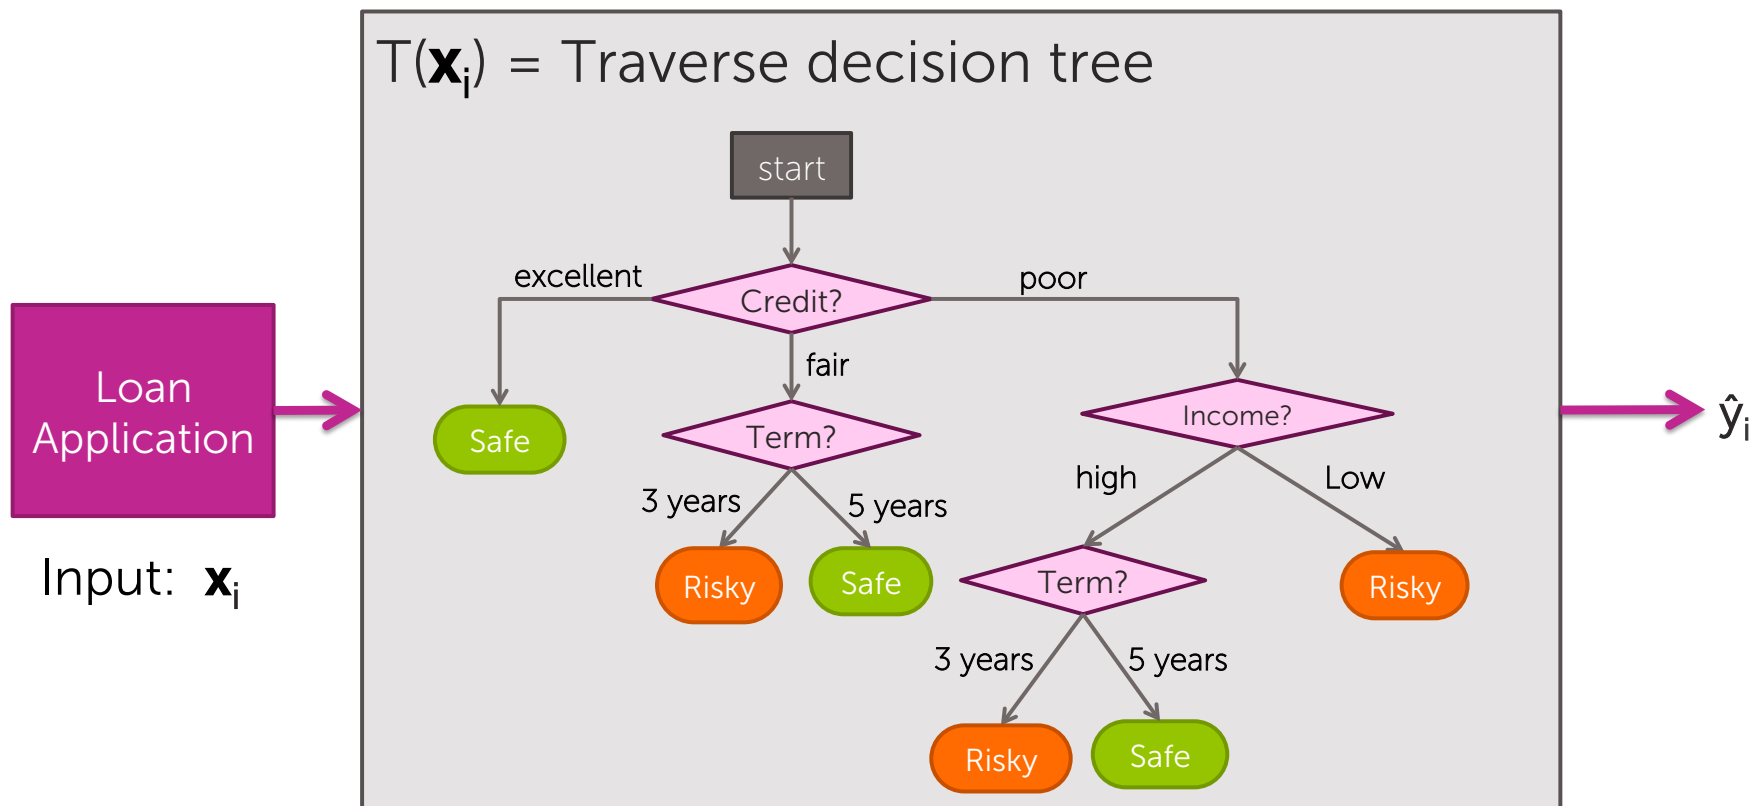 T(xᵢ) = Traverse decision tree
start
excellent
poor
Credit?
fair
Loan
Application
Safe
Term?
Income?
ŷᵢ
high
Low
3 years
5 years
Input: xᵢ
Risky
Safe
Term?
Risky
3 years
5 years
Risky
Safe